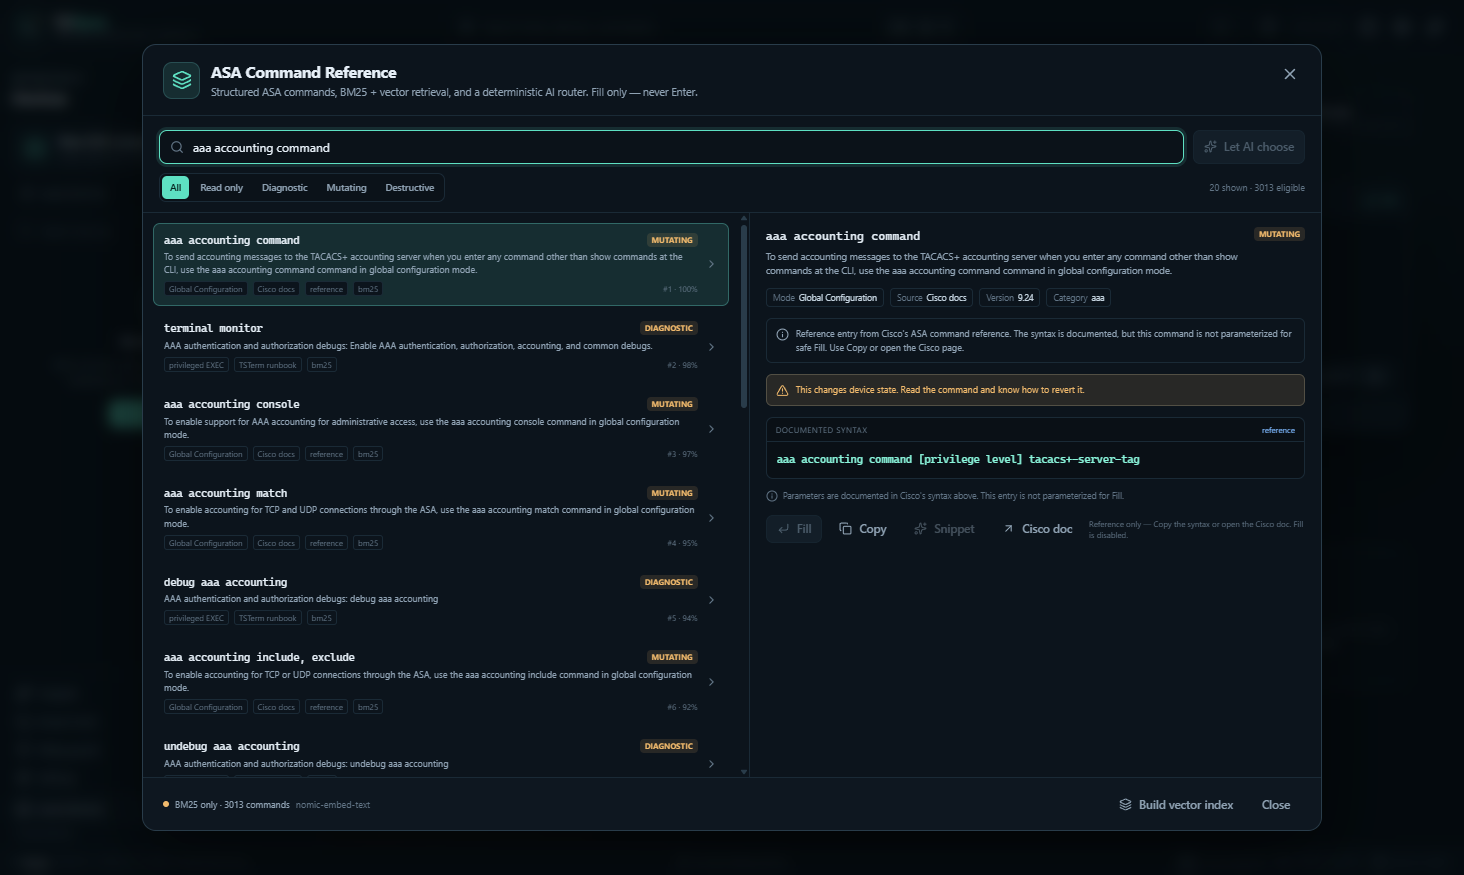 ASA Command Reference
Structured ASA commands, BM25 + vector retrieval, and a deterministic AI router. Fill only — never Enter.
aaa accounting command
Let AI choose
All Read only Diagnostic Mutating Destructive
20 shown · 3013 eligible
aaa accounting command MUTATING
To send accounting messages to the TACACS+ accounting server when you enter any command other than show commands at the
CLI, use the aaa accounting command command in global configuration mode.
Global Configuration Cisco docs reference bm25 #1 · 100%
terminal monitor DIAGNOSTIC
AAA authentication and authorization debugs: Enable AAA authentication, authorization, accounting, and common debugs.
privileged EXEC TSTerm runbook bm25 #2 · 98%
aaa accounting console MUTATING
To enable support for AAA accounting for administrative access, use the aaa accounting console command in global configuration
mode.
Global Configuration Cisco docs reference bm25 #3 · 97%
aaa accounting match MUTATING
To enable accounting for TCP and UDP connections through the ASA, use the aaa accounting match command in global configuration
mode.
Global Configuration Cisco docs reference bm25 #4 · 95%
debug aaa accounting DIAGNOSTIC
AAA authentication and authorization debugs: debug aaa accounting
privileged EXEC TSTerm runbook bm25 #5 · 94%
aaa accounting include, exclude MUTATING
To enable accounting for TCP or UDP connections through the ASA, use the aaa accounting include command in global configuration
mode.
Global Configuration Cisco docs reference bm25 #6 · 92%
undebug aaa accounting DIAGNOSTIC
AAA authentication and authorization debugs: undebug aaa accounting
aaa accounting command MUTATING
To send accounting messages to the TACACS+ accounting server when you enter any command other than show
commands at the CLI, use the aaa accounting command command in global configuration mode.
Mode Global Configuration Source Cisco docs Version 9.24 Category aaa
Reference entry from Cisco's ASA command reference. The syntax is documented, but this command is not parameterized for
safe Fill. Use Copy or open the Cisco page.
This changes device state. Read the command and know how to revert it.
DOCUMENTED SYNTAX reference
aaa accounting command [privilege level] tacacs+-server-tag
Parameters are documented in Cisco's syntax above. This entry is not parameterized for Fill.
Fill Copy Snippet Cisco doc
Reference only — Copy the syntax or open the Cisco doc. Fill
is disabled.
BM25 only · 3013 commands nomic-embed-text
Build vector index Close